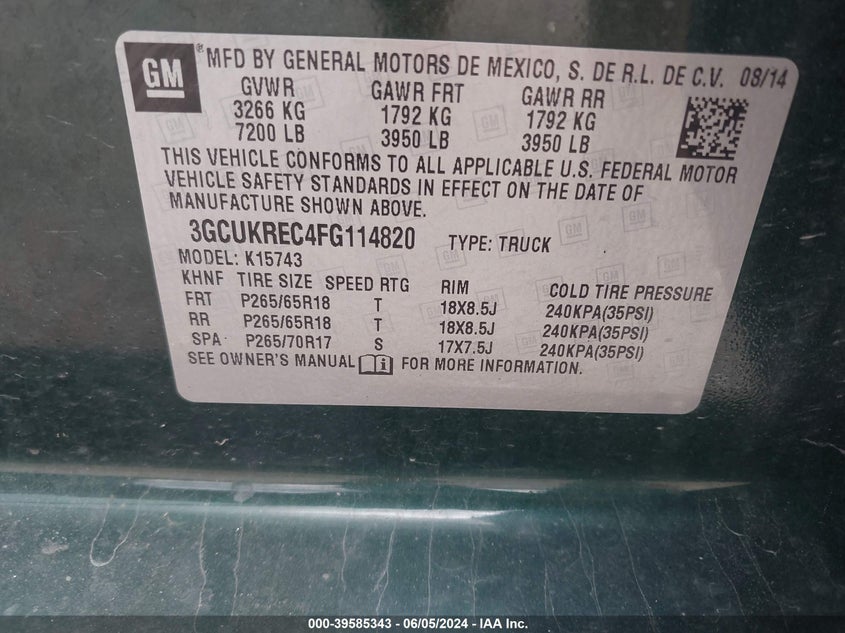 GM ® MFD BY GENERAL MOTORS DE MEXICO, S. DE R.L. DE C.V. 08/14
GVWR GAWR FRT GAWR RR
3266 KG 1792 KG 1792 KG
7200 LB 3950 LB 3950 LB
THIS VEHICLE CONFORMS TO ALL APPLICABLE U.S. FEDERAL MOTOR
VEHICLE SAFETY STANDARDS IN EFFECT ON THE DATE OF
MANUFACTURE SHOWN ABOVE.
3GCUKREC4FG114820 TYPE: TRUCK
MODEL: K15743
KHNF TIRE SIZE SPEED RTG RIM COLD TIRE PRESSURE
FRT P265/65R18 T 18X8.5J 240KPA(35PSI)
RR P265/65R18 T 18X8.5J 240KPA(35PSI)
SPA P265/70R17 S 17X7.5J 240KPA(35PSI)
SEE OWNER'S MANUAL FOR MORE INFORMATION.
000-39585343 - 06/05/2024 - IAA Inc.